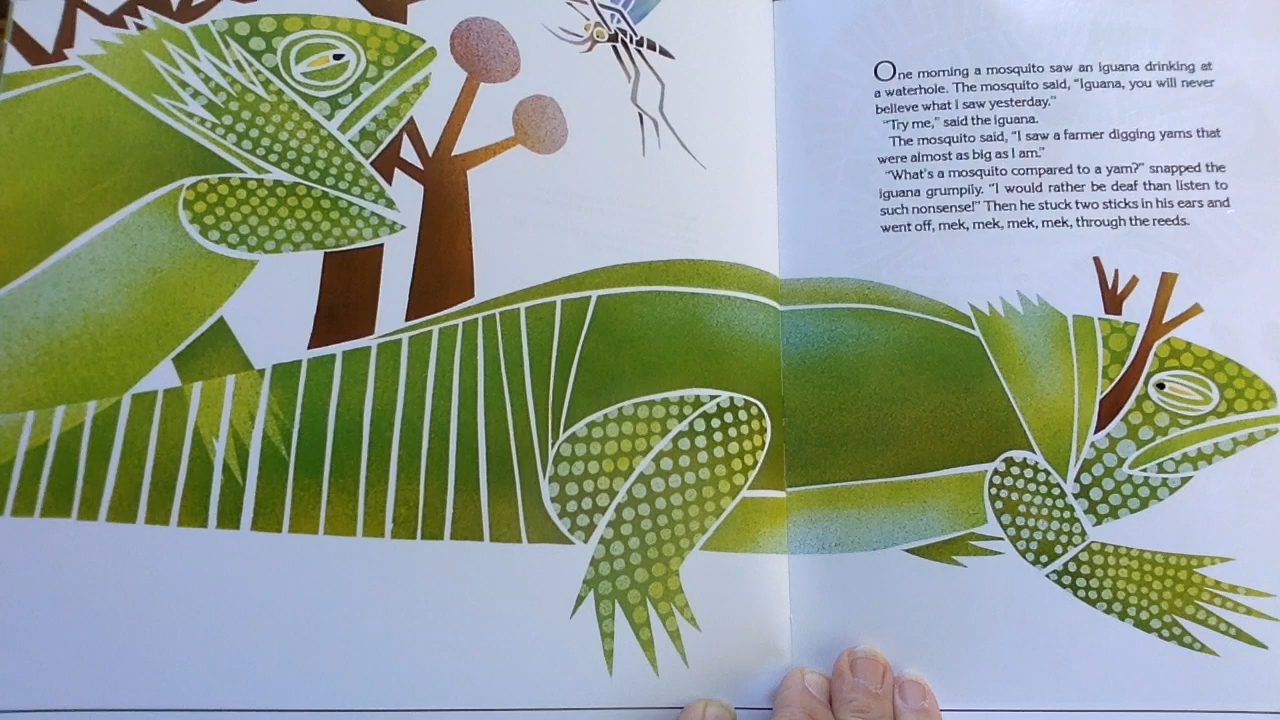 One morning a mosquito saw an iguana drinking at
a waterhole. The mosquito said, "Iguana, you will never
believe what I saw yesterday."
"Try me," said the iguana.
The mosquito said, "I saw a farmer digging yams that
were almost as big as I am."
"What's a mosquito compared to a yam?" snapped the
iguana grumpily. "I would rather be deaf than listen to
such nonsense!" Then he stuck two sticks in his ears and
went off, mek, mek, mek, mek, through the reeds.